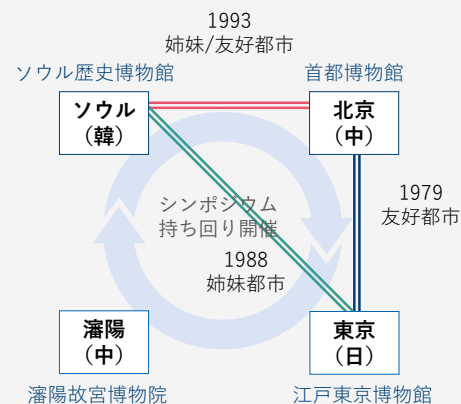 1993
姉妹/友好都市
ソウル歴史博物館
首都博物館
ソウル
(韓)
北京
(中)
1979
友好都市
シンポジウム
持ち回り開催
1988
姉妹都市
瀋陽
(中)
東京
(日)
瀋陽故宮博物院
江戸東京博物館